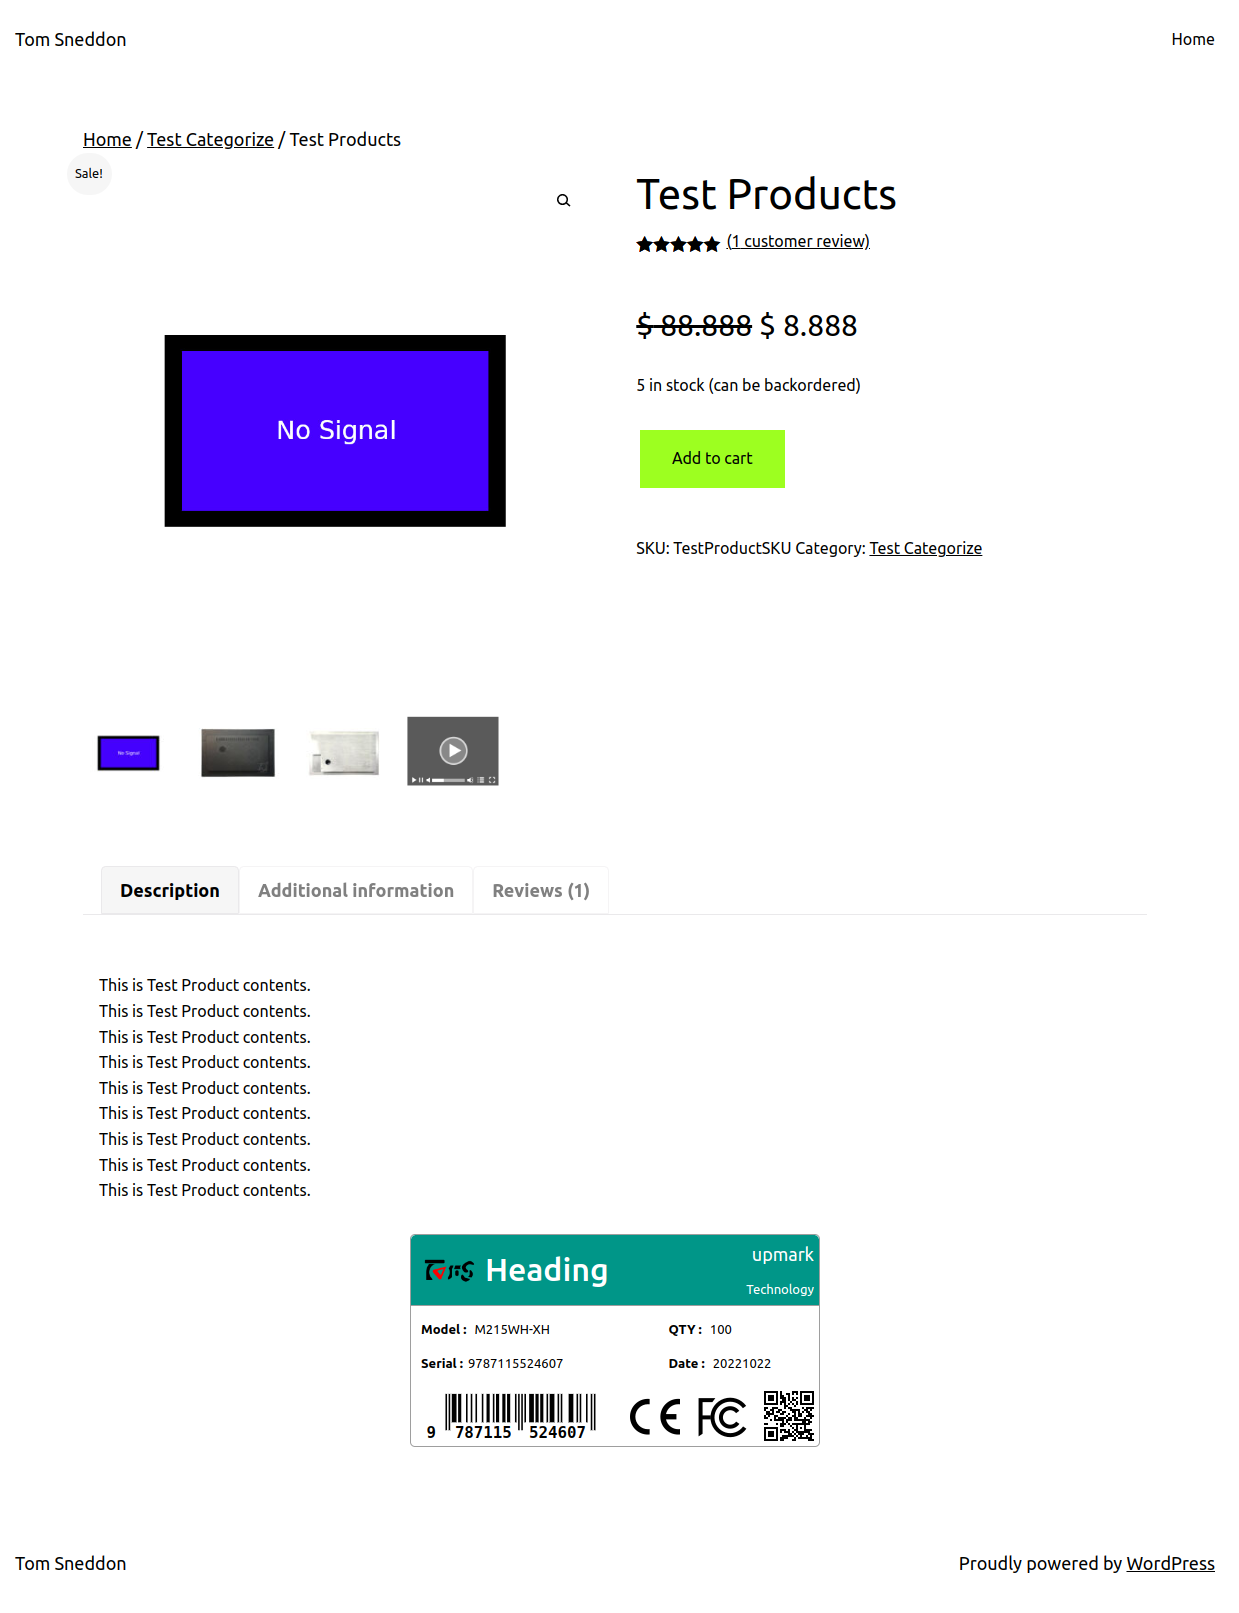 Tom Sneddon
Home
Home / Test Categorize / Test Products
Sale!
No Signal
Test Products
(1 customer review)
$ 88.888 $ 8.888
5 in stock (can be backordered)
Add to cart
SKU: TestProductSKU Category: Test Categorize
No Signal
Description
Additional information
Reviews (1)
This is Test Product contents.
This is Test Product contents.
This is Test Product contents.
This is Test Product contents.
This is Test Product contents.
This is Test Product contents.
This is Test Product contents.
This is Test Product contents.
This is Test Product contents.
Heading
upmark
Technology
Model : M215WH-XH
QTY : 100
Serial : 9787115524607
Date : 20221022
9 787115 524607
CE FC
Tom Sneddon
Proudly powered by WordPress